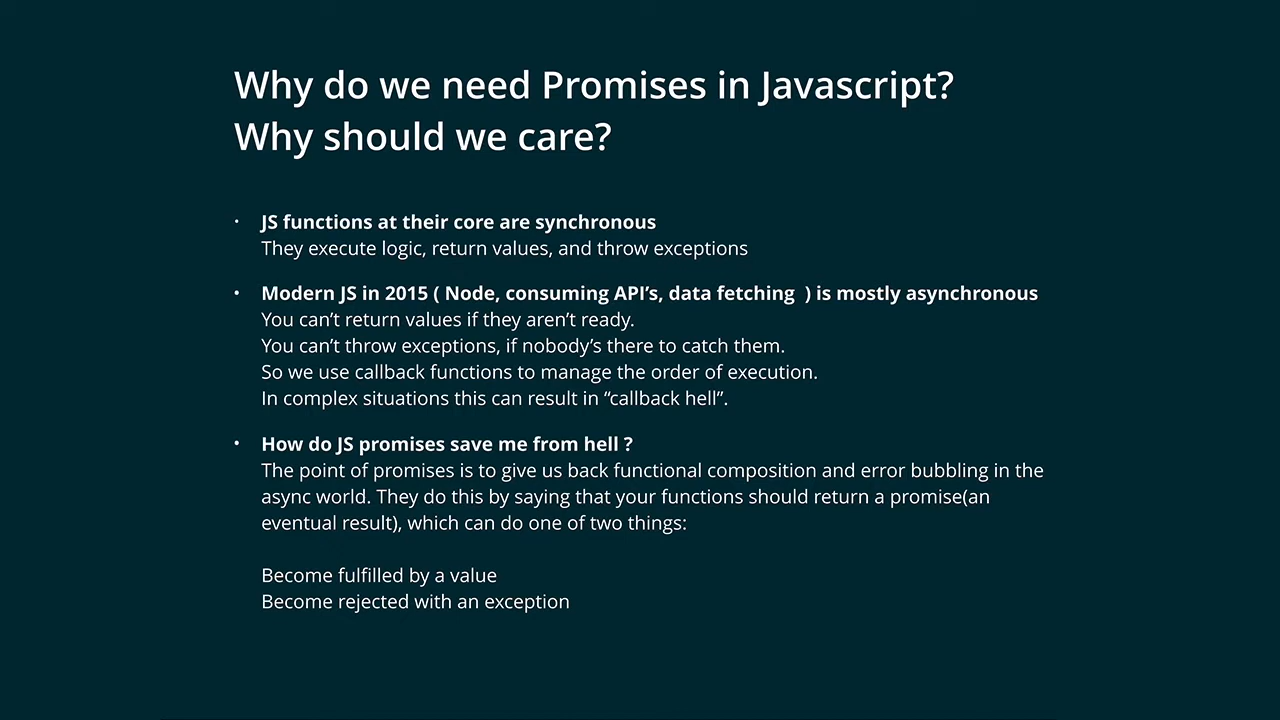 Why do we need Promises in Javascript?
Why should we care?
• JS functions at their core are synchronous
They execute logic, return values, and throw exceptions
• Modern JS in 2015 ( Node, consuming API’s, data fetching  ) is mostly asynchronous
You can’t return values if they aren’t ready.
You can’t throw exceptions, if nobody’s there to catch them.
So we use callback functions to manage the order of execution.
In complex situations this can result in “callback hell”.
• How do JS promises save me from hell ?
The point of promises is to give us back functional composition and error bubbling in the
async world. They do this by saying that your functions should return a promise(an
eventual result), which can do one of two things:
Become fulfilled by a value
Become rejected with an exception